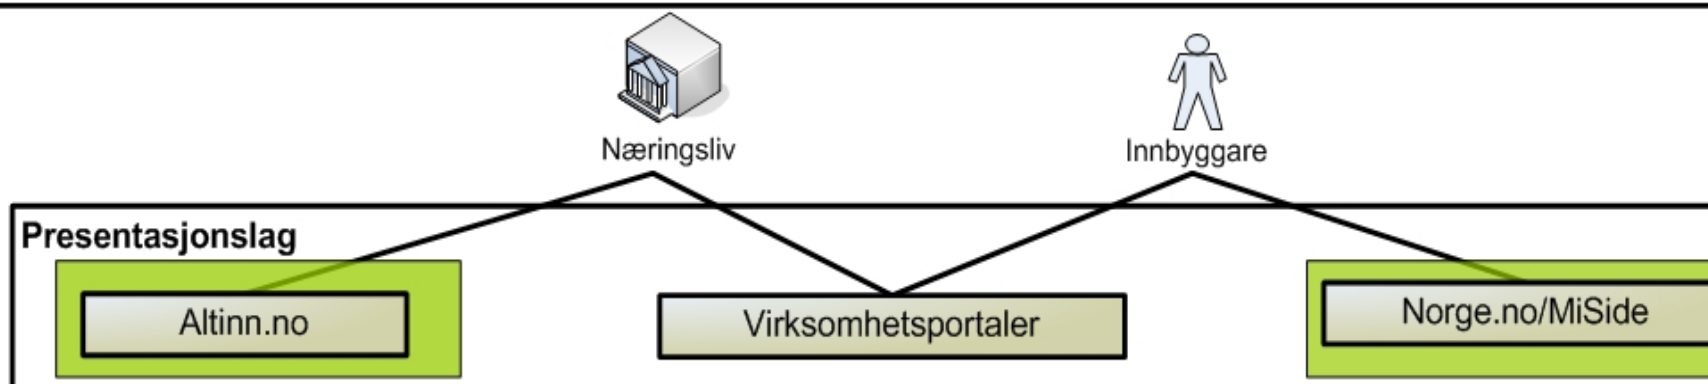 Næringsliv
Innbyggare
Presentasjonslag
Altinn.no
Virksomhetsportaler
Norge.no/MiSide